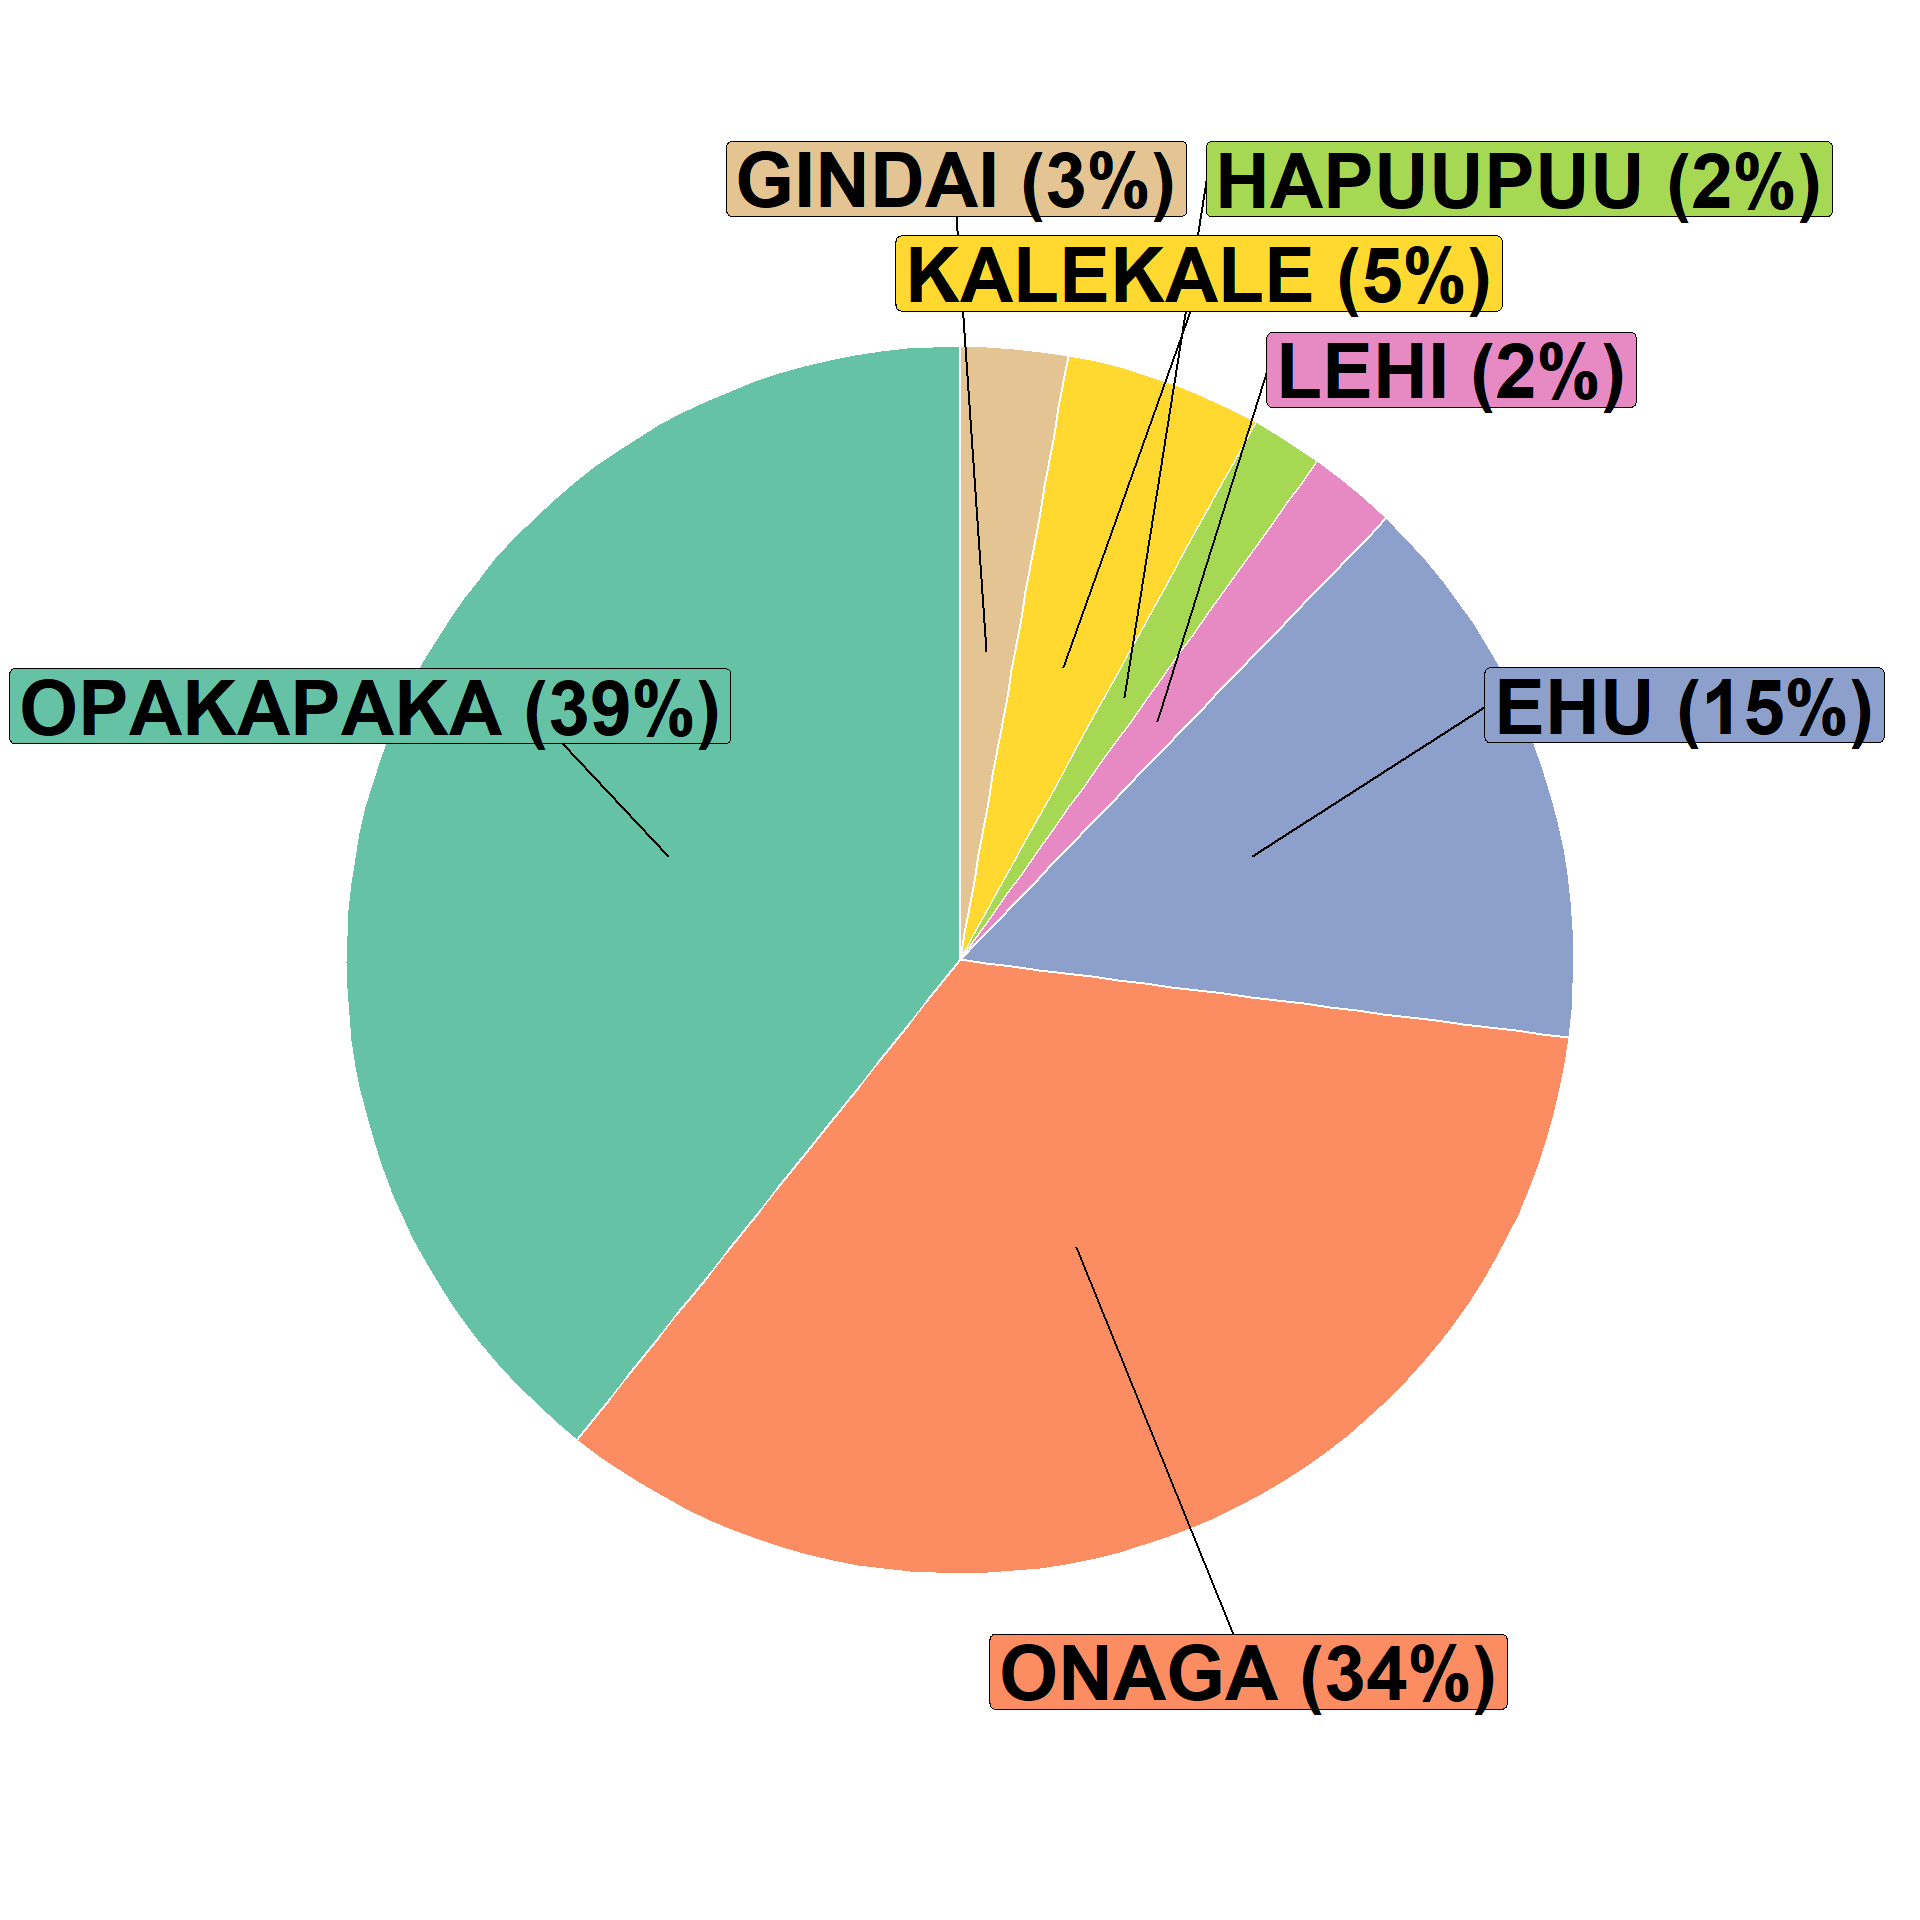 GINDAI (3%)
HAPUUPUU (2%)
KALEKALE (5%)
LEHI (2%)
OPAKAPAKA (39%)
EHU (15%)
ONAGA (34%)